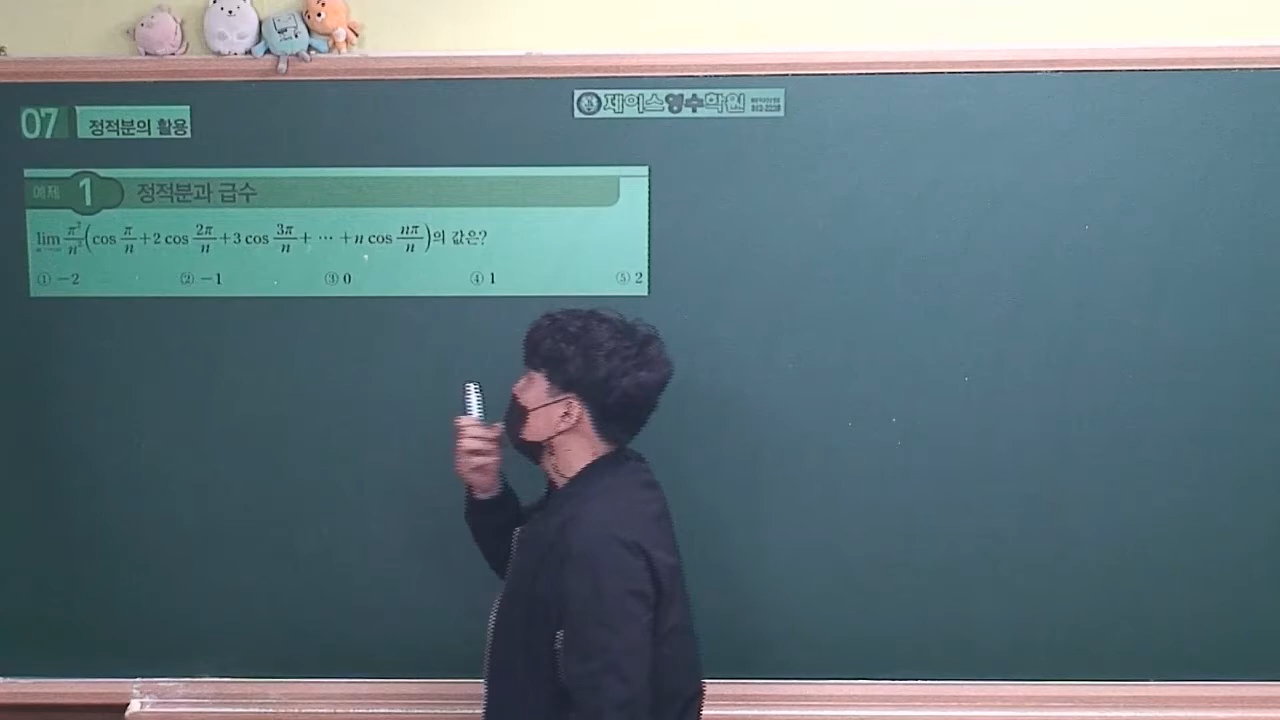 07 정적분의 활용
제이스영수학원
예제 1 정적분과 급수
lim π²/n² (cos π/n + 2 cos 2π/n + 3 cos 3π/n + ⋯ + n cos nπ/n)의 값은?
① −2 ② −1 ③ 0 ④ 1 ⑤ 2